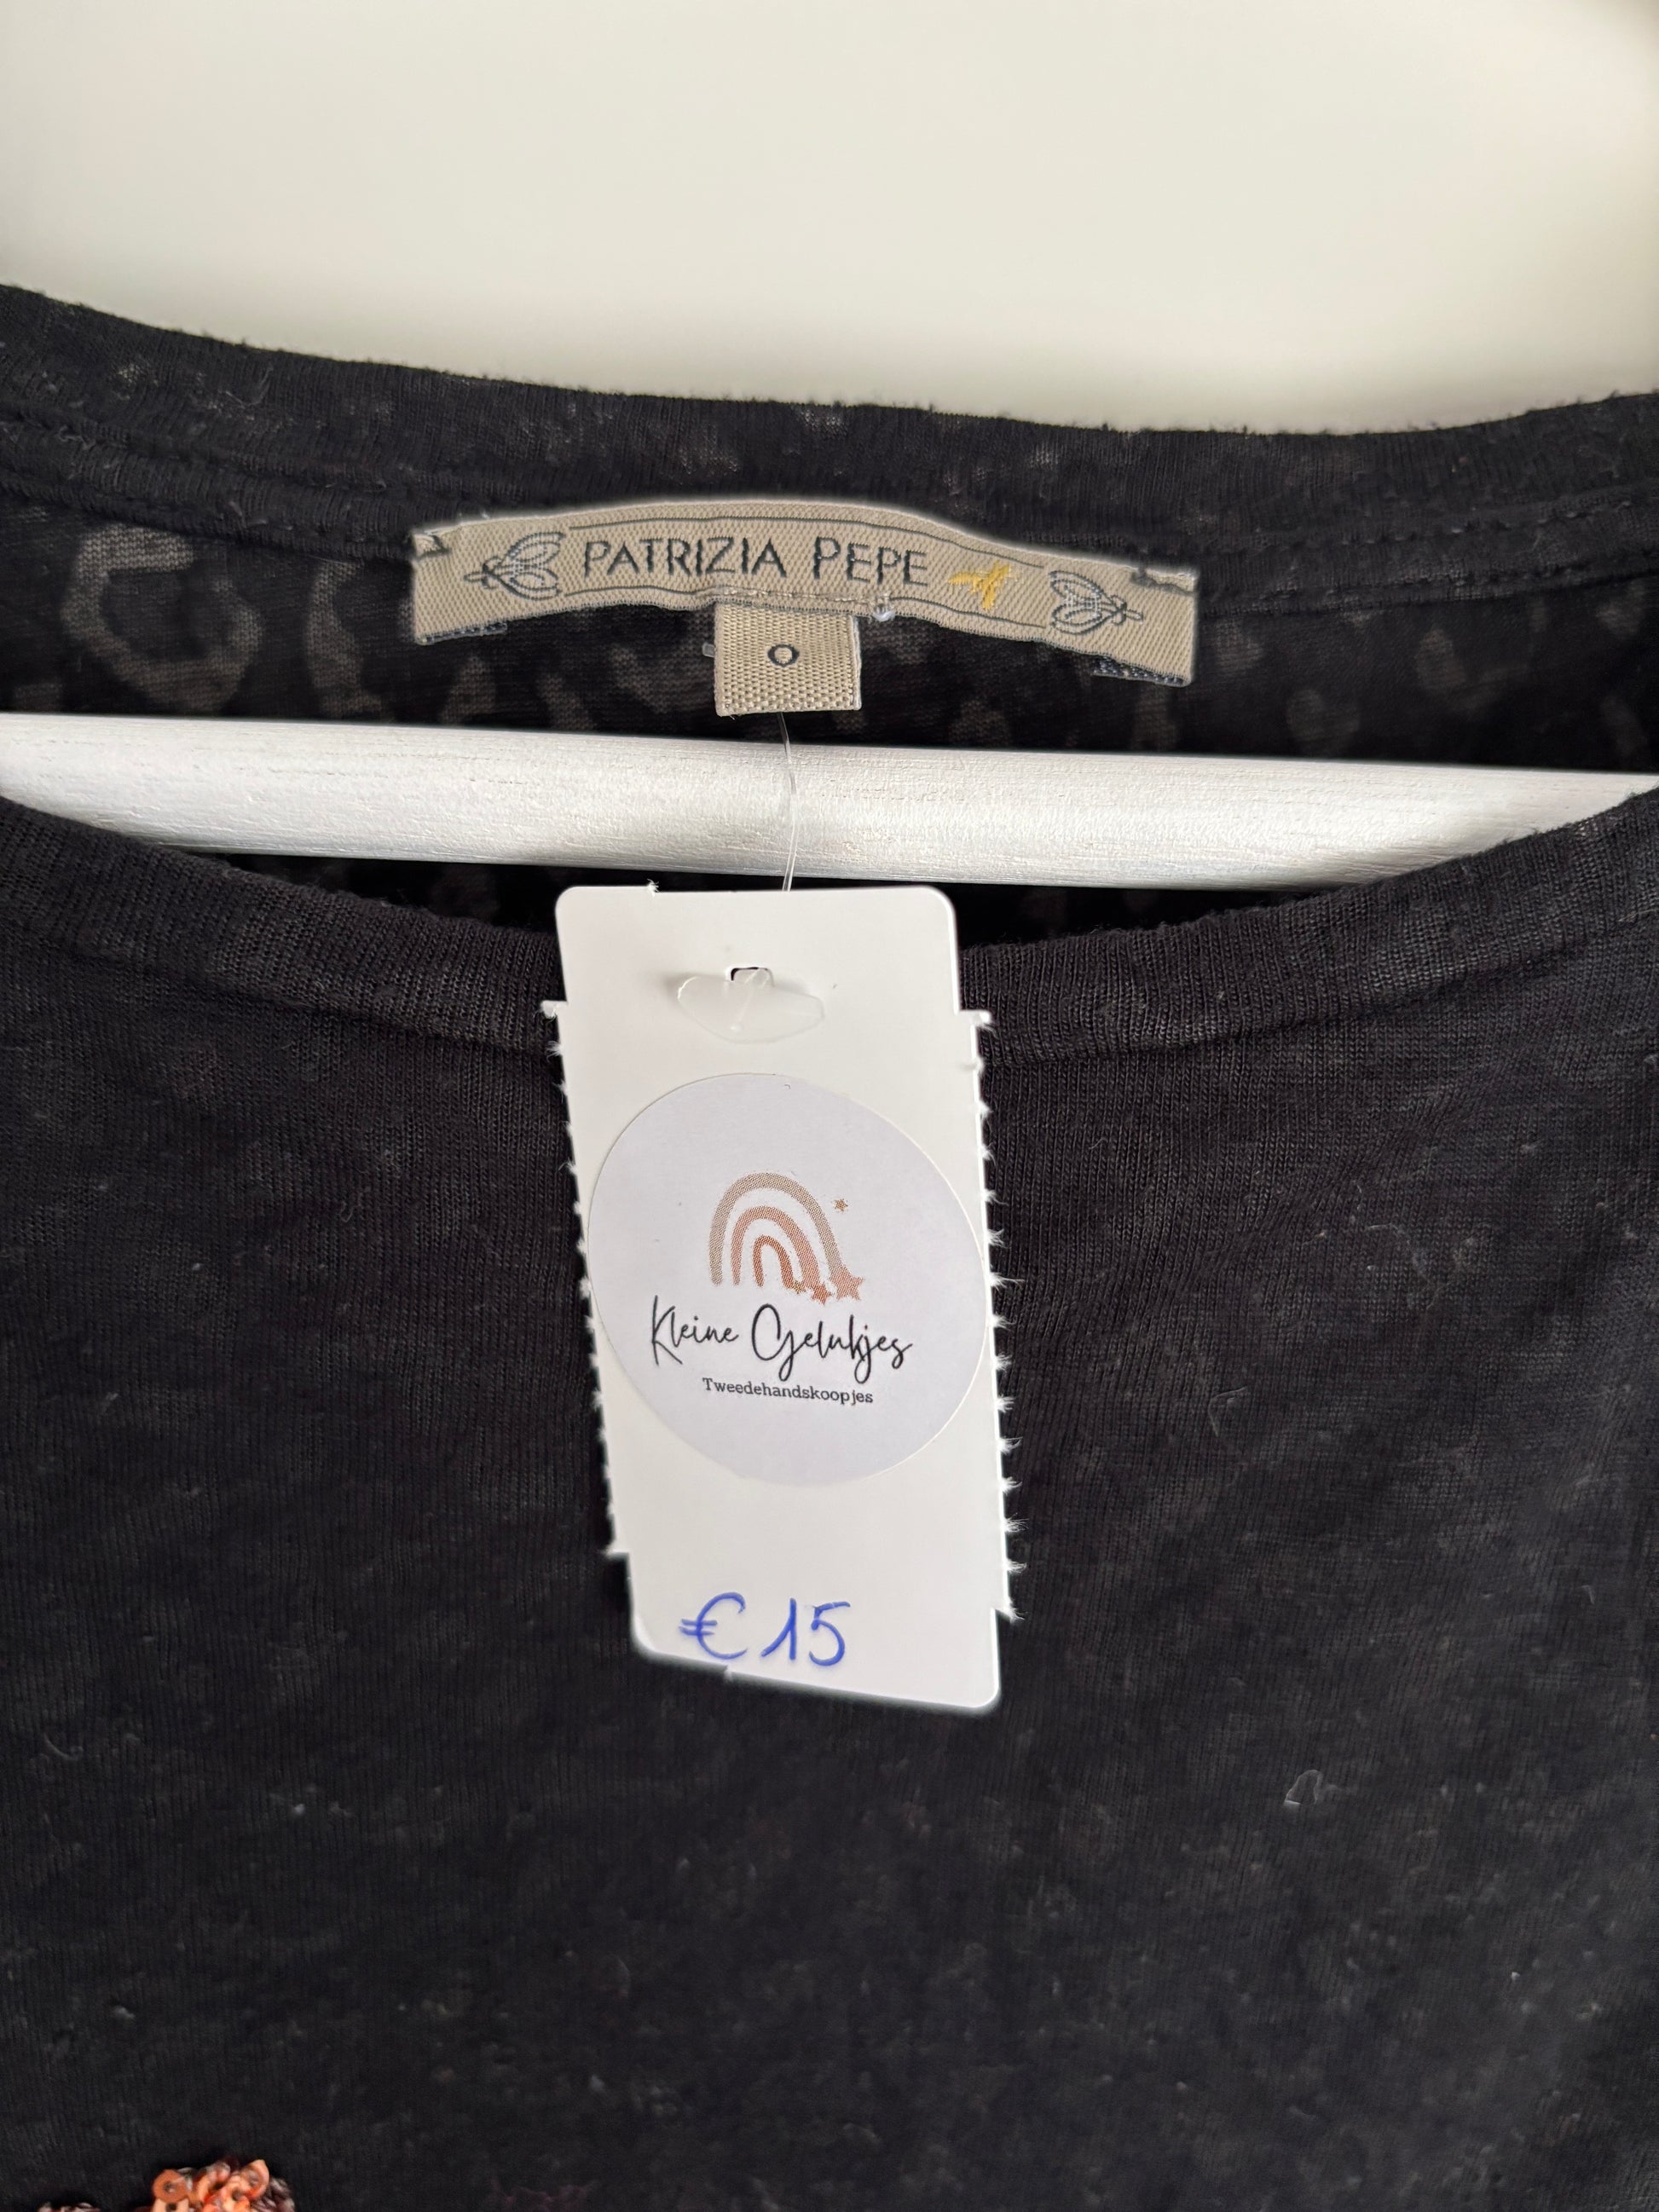 PATRIZIA PEPE
0
Kleine Gelukjes
Tweedehandskoopjes
€15